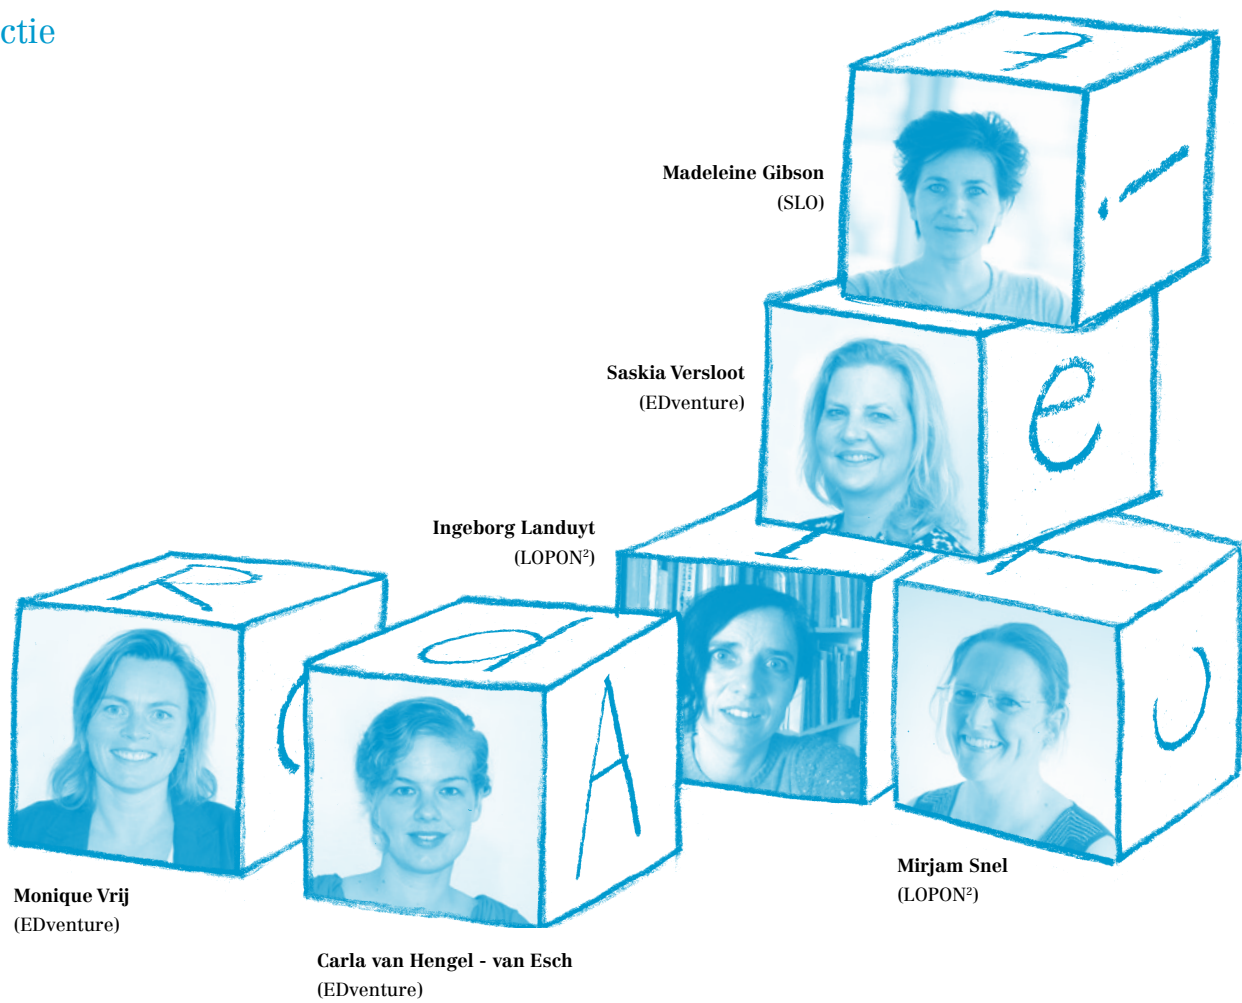 ctie
Madeleine Gibson
(SLO)
Saskia Versloot
(EDventure)
Ingeborg Landuyt
(LOPON²)
Monique Vrij
(EDventure)
Carla van Hengel - van Esch
(EDventure)
Mirjam Snel
(LOPON²)
R
d
A
e